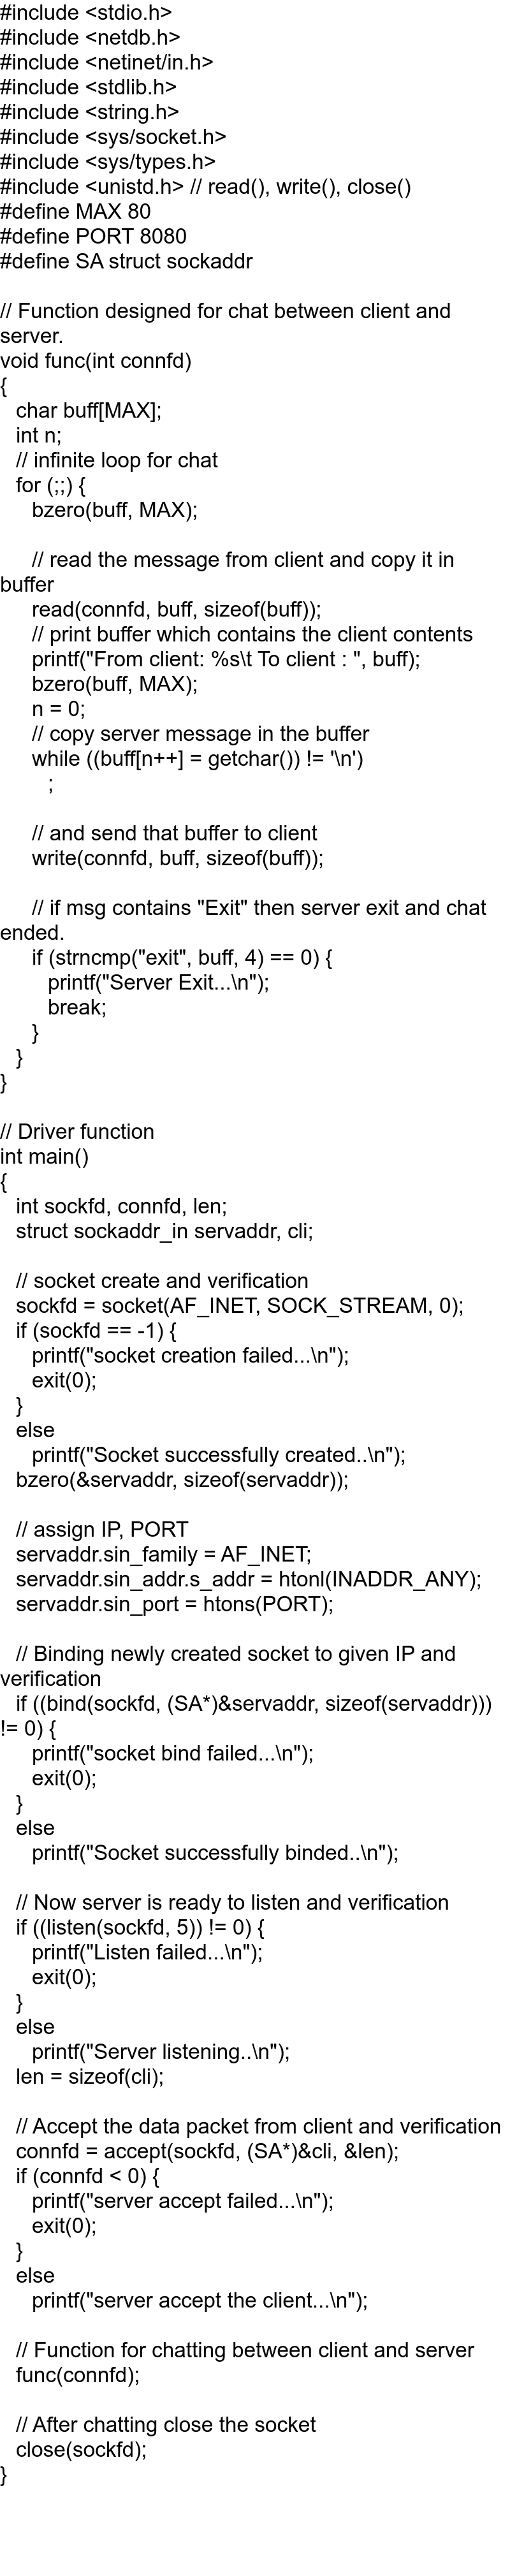 #include <stdio.h>
#include <netdb.h>
#include <netinet/in.h>
#include <stdlib.h>
#include <string.h>
#include <sys/socket.h>
#include <sys/types.h>
#include <unistd.h> // read(), write(), close()
#define MAX 80
#define PORT 8080
#define SA struct sockaddr

// Function designed for chat between client and
server.
void func(int connfd)
{
   char buff[MAX];
   int n;
   // infinite loop for chat
   for (;;) {
      bzero(buff, MAX);

      // read the message from client and copy it in
buffer
      read(connfd, buff, sizeof(buff));
      // print buffer which contains the client contents
      printf("From client: %s\t To client : ", buff);
      bzero(buff, MAX);
      n = 0;
      // copy server message in the buffer
      while ((buff[n++] = getchar()) != '\n')
         ;

      // and send that buffer to client
      write(connfd, buff, sizeof(buff));

      // if msg contains "Exit" then server exit and chat
ended.
      if (strncmp("exit", buff, 4) == 0) {
         printf("Server Exit...\n");
         break;
      }
   }
}

// Driver function
int main()
{
   int sockfd, connfd, len;
   struct sockaddr_in servaddr, cli;

   // socket create and verification
   sockfd = socket(AF_INET, SOCK_STREAM, 0);
   if (sockfd == -1) {
      printf("socket creation failed...\n");
      exit(0);
   }
   else
      printf("Socket successfully created..\n");
   bzero(&servaddr, sizeof(servaddr));

   // assign IP, PORT
   servaddr.sin_family = AF_INET;
   servaddr.sin_addr.s_addr = htonl(INADDR_ANY);
   servaddr.sin_port = htons(PORT);

   // Binding newly created socket to given IP and
verification
   if ((bind(sockfd, (SA*)&servaddr, sizeof(servaddr)))
!= 0) {
      printf("socket bind failed...\n");
      exit(0);
   }
   else
      printf("Socket successfully binded..\n");

   // Now server is ready to listen and verification
   if ((listen(sockfd, 5)) != 0) {
      printf("Listen failed...\n");
      exit(0);
   }
   else
      printf("Server listening..\n");
   len = sizeof(cli);

   // Accept the data packet from client and verification
   connfd = accept(sockfd, (SA*)&cli, &len);
   if (connfd < 0) {
      printf("server accept failed...\n");
      exit(0);
   }
   else
      printf("server accept the client...\n");

   // Function for chatting between client and server
   func(connfd);

   // After chatting close the socket
   close(sockfd);
}